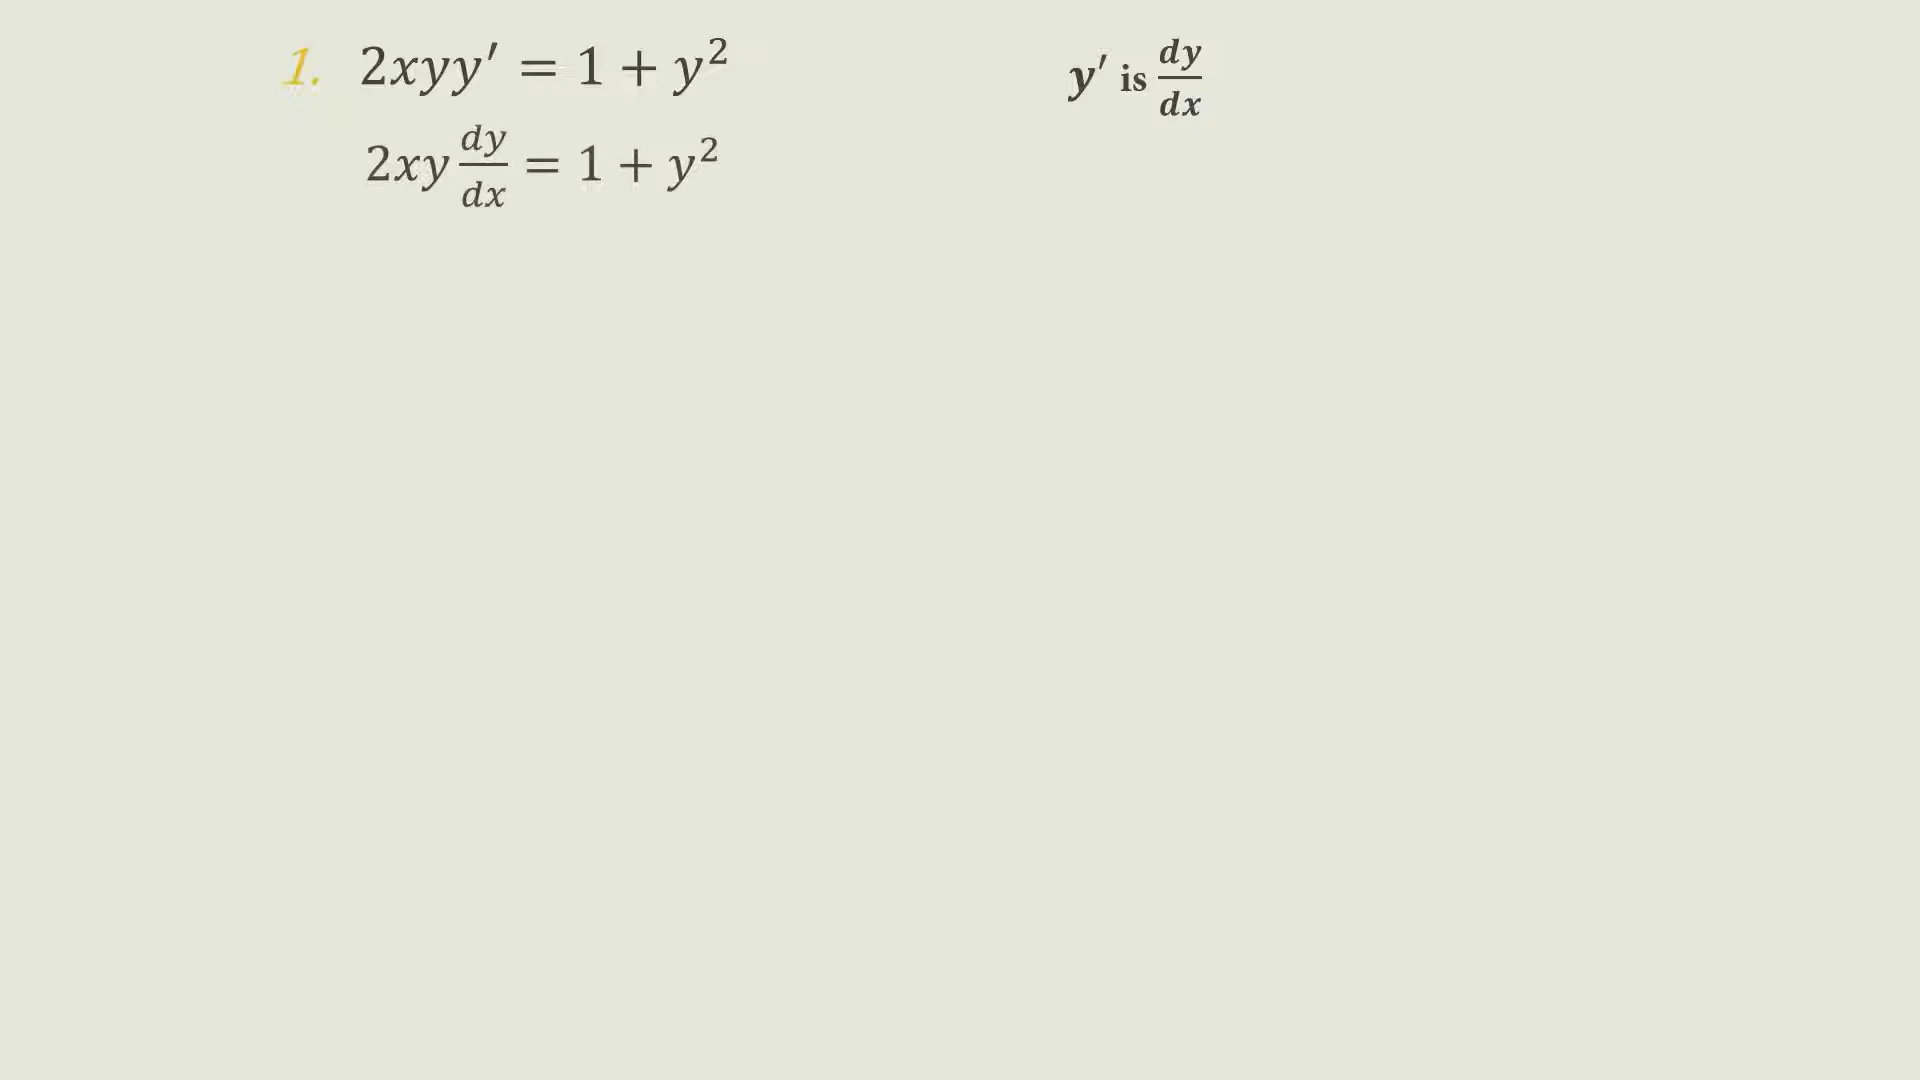 1. 2xyy′ = 1 + y²
y′ is dy/dx
2xy dy/dx = 1 + y²